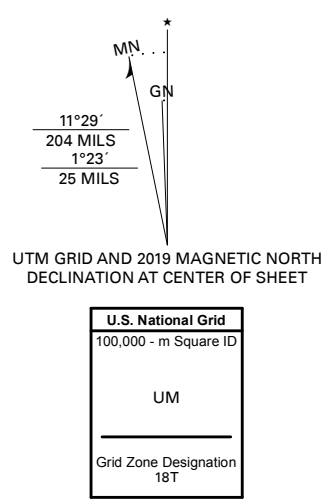 MN
GN
11°29´
204 MILS
1°23´
25 MILS
UTM GRID AND 2019 MAGNETIC NORTH
DECLINATION AT CENTER OF SHEET
U.S. National Grid
100,000 - m Square ID
UM
Grid Zone Designation
18T